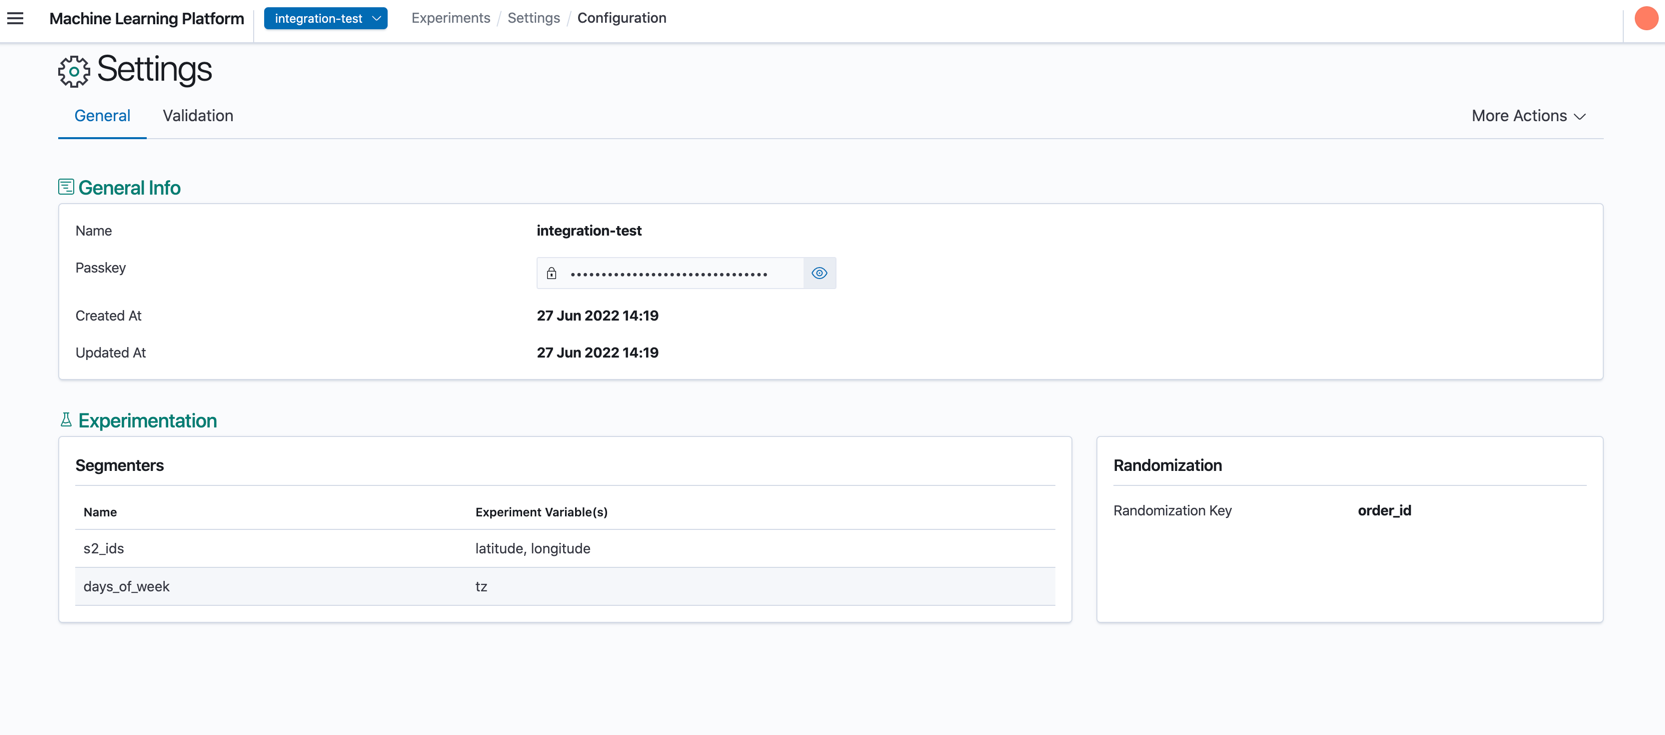 Machine Learning Platform integration-test Experiments / Settings / Configuration
Settings
General Validation More Actions
General Info
Name integration-test
Passkey ••••••••••••••••••••••••••••••••
Created At 27 Jun 2022 14:19
Updated At 27 Jun 2022 14:19
Experimentation
Segmenters
Name Experiment Variable(s)
s2_ids latitude, longitude
days_of_week tz
Randomization
Randomization Key order_id